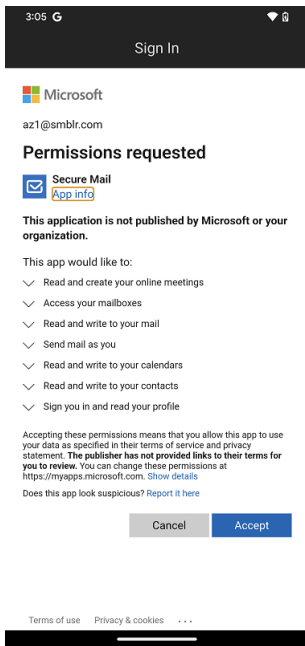 3:05 G
Sign In
Microsoft
az1@smblr.com
Permissions requested
Secure Mail
App info
This application is not published by Microsoft or your
organization.
This app would like to:
Read and create your online meetings
Access your mailboxes
Read and write to your mail
Send mail as you
Read and write to your calendars
Read and write to your contacts
Sign you in and read your profile
Accepting these permissions means that you allow this app to use
your data as specified in their terms of service and privacy
statement. The publisher has not provided links to their terms for
you to review. You can change these permissions at
https://myapps.microsoft.com. Show details
Does this app look suspicious? Report it here
Cancel Accept
Terms of use Privacy & cookies ...